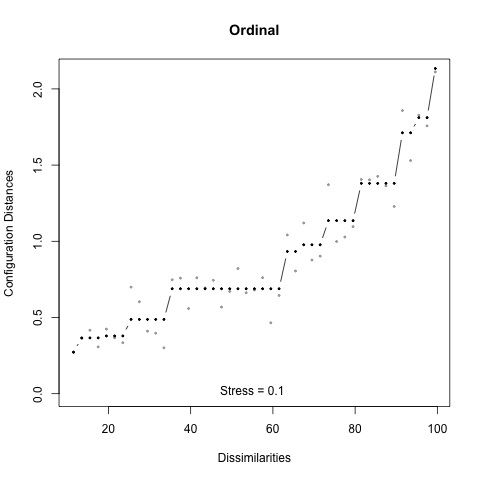 Ordinal
Configuration Distances
2.0
1.5
1.0
0.5
0.0
Stress = 0.1
20 40 60 80 100
Dissimilarities